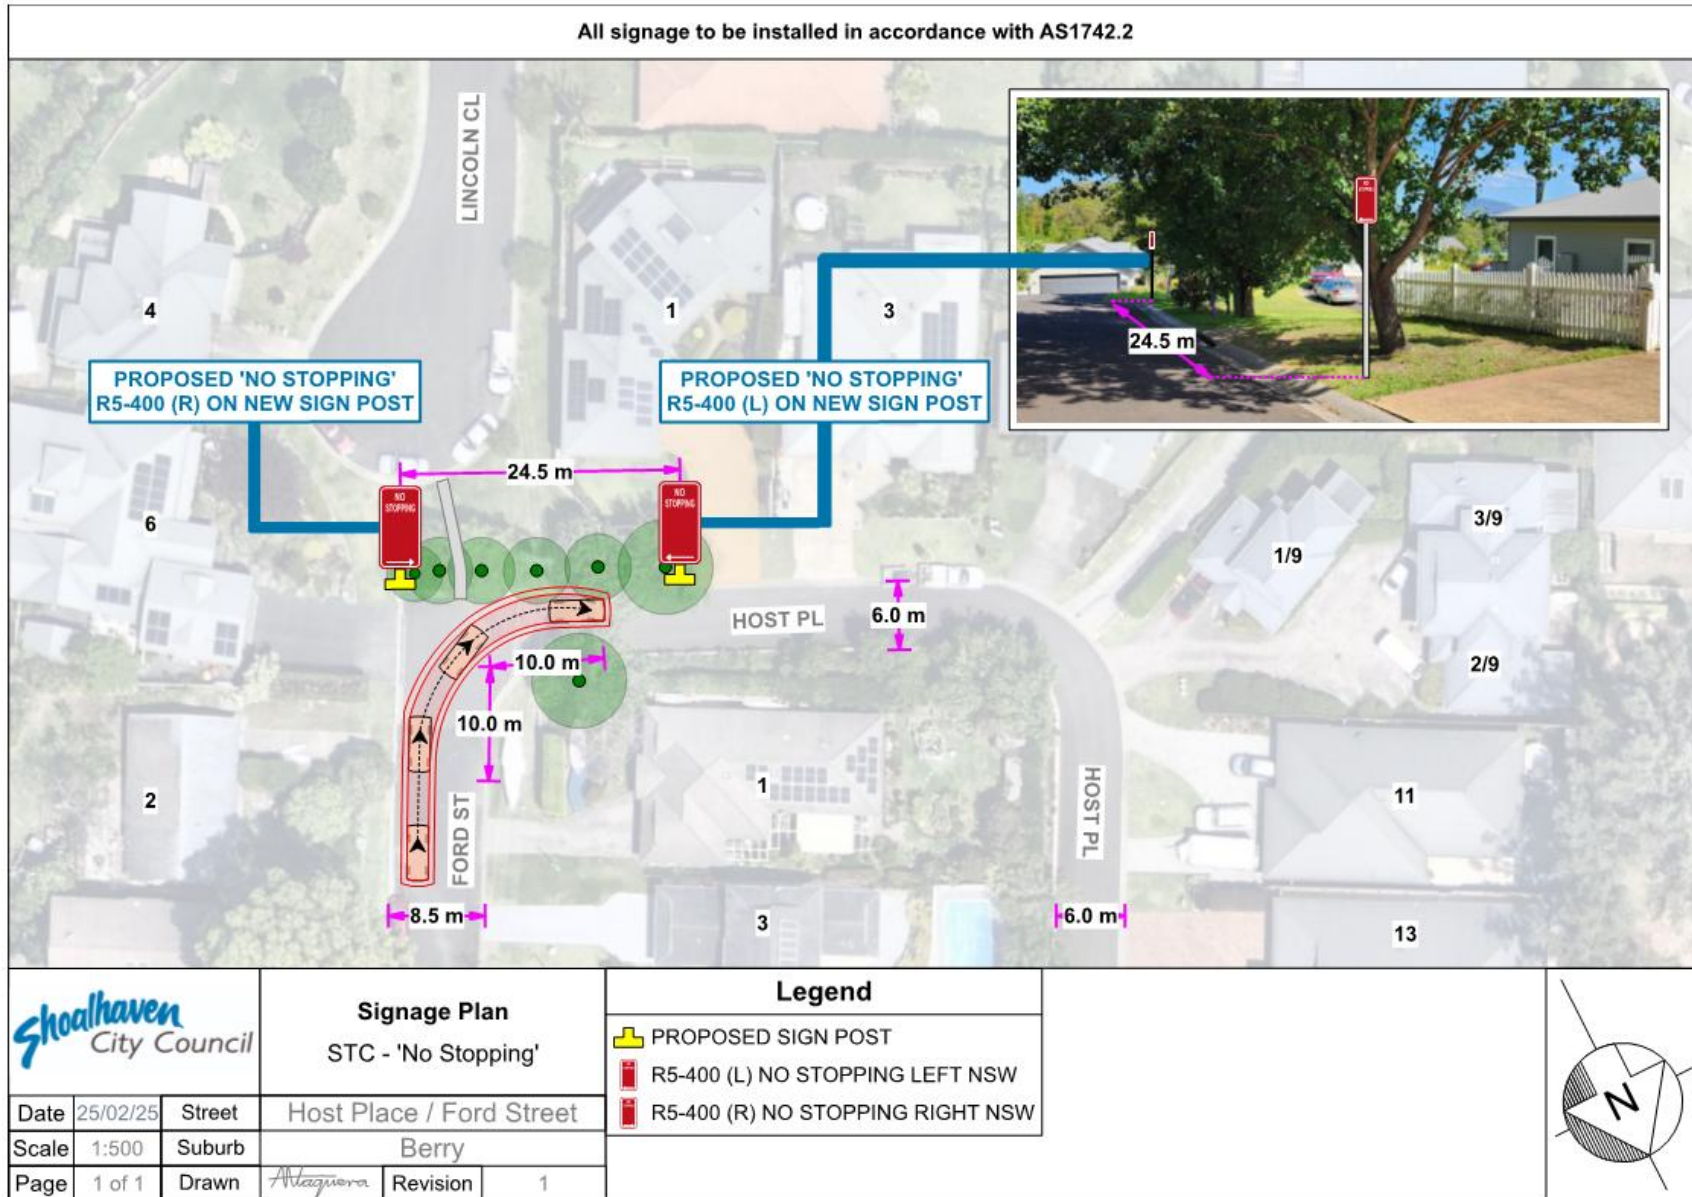 All signage to be installed in accordance with AS1742.2
LINCOLN CL
4
1
3
PROPOSED 'NO STOPPING'
R5-400 (R) ON NEW SIGN POST
PROPOSED 'NO STOPPING'
R5-400 (L) ON NEW SIGN POST
NO
STOPPING
24.5 m
24.5 m
NO
STOPPING
NO
STOPPING
6
1/9
3/9
2/9
HOST PL
6.0 m
10.0 m
10.0 m
2
FORD ST
1
HOST PL
11
8.5 m
3
6.0 m
13
Shoalhaven
City Council
Signage Plan
STC - 'No Stopping'
Date 25/02/25 Street Host Place / Ford Street
Scale 1:500 Suburb Berry
Page 1 of 1 Drawn Revision 1
Legend
PROPOSED SIGN POST
R5-400 (L) NO STOPPING LEFT NSW
R5-400 (R) NO STOPPING RIGHT NSW
N